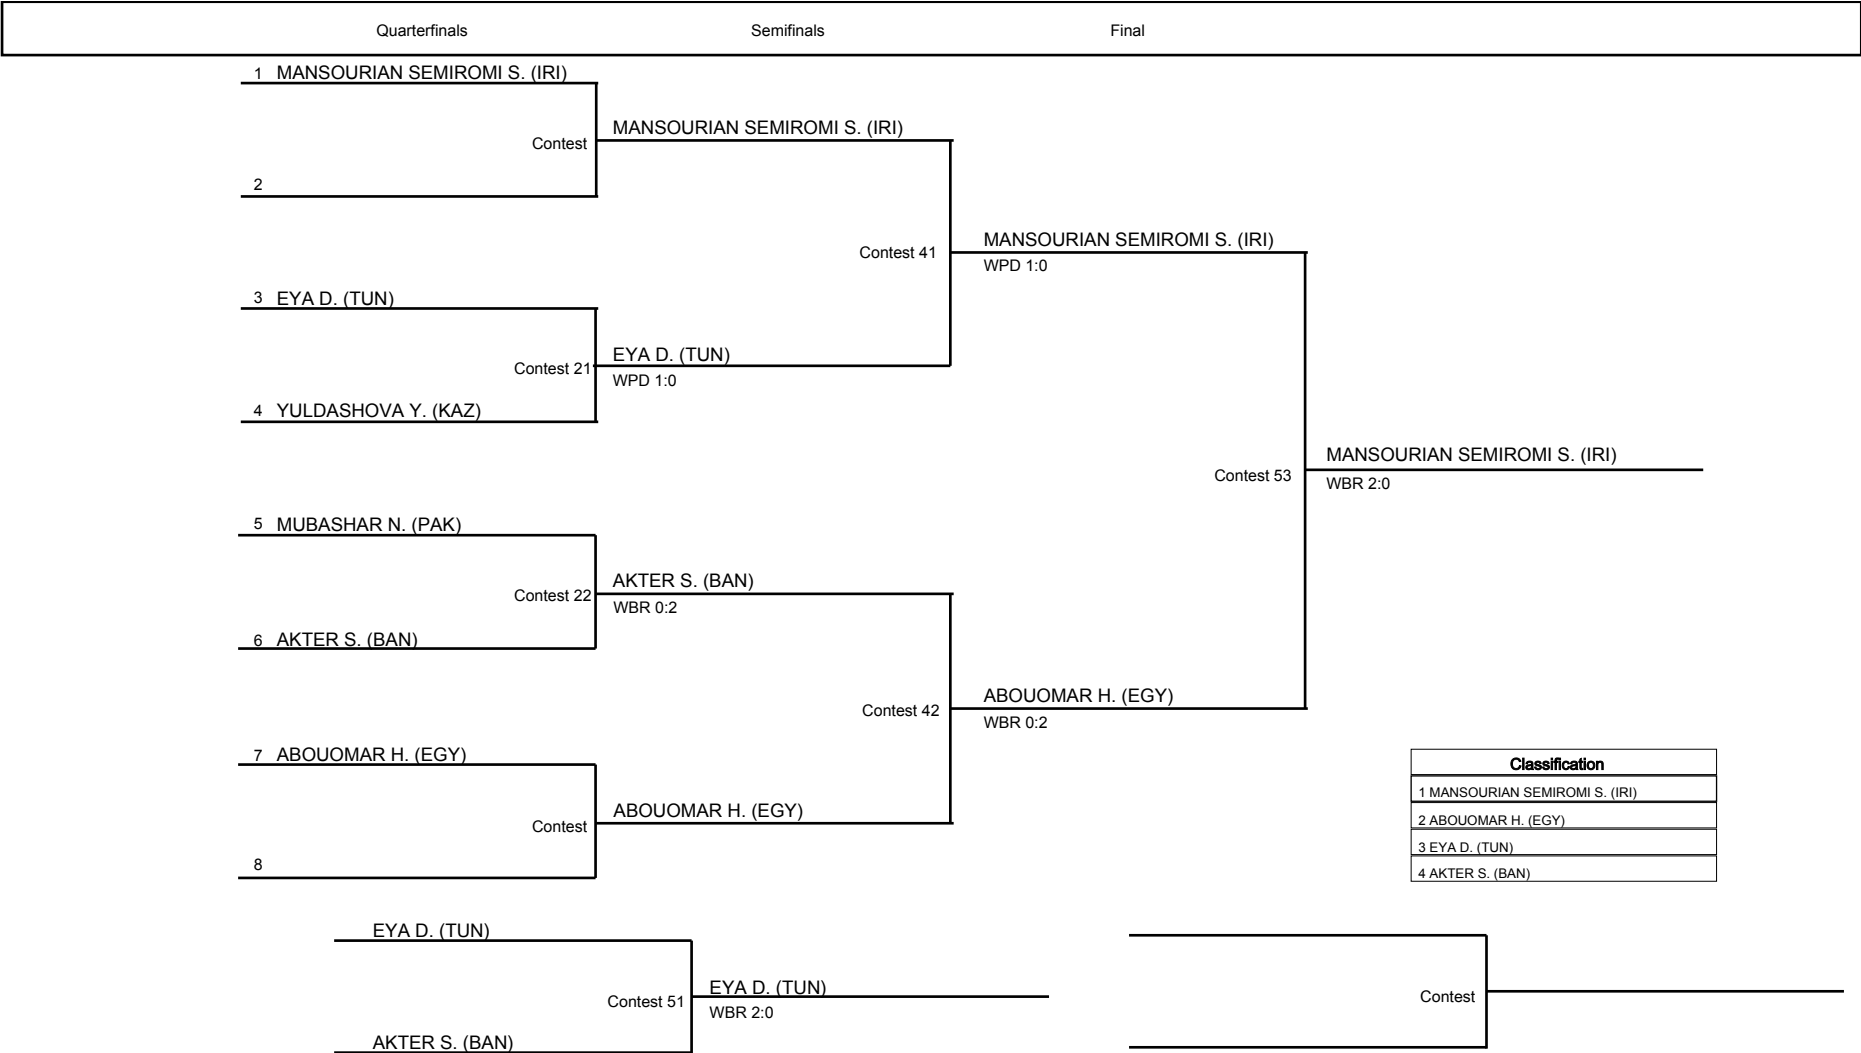 Quarterfinals Semifinals Final
1 MANSOURIAN SEMIROMI S. (IRI)
MANSOURIAN SEMIROMI S. (IRI)
Contest
2
MANSOURIAN SEMIROMI S. (IRI)
Contest 41
WPD 1:0
3 EYA D. (TUN)
EYA D. (TUN)
Contest 21
WPD 1:0
4 YULDASHOVA Y. (KAZ)
MANSOURIAN SEMIROMI S. (IRI)
Contest 53
WBR 2:0
5 MUBASHAR N. (PAK)
AKTER S. (BAN)
Contest 22
WBR 0:2
6 AKTER S. (BAN)
ABOUOMAR H. (EGY)
Contest 42
WBR 0:2
7 ABOUOMAR H. (EGY)
ABOUOMAR H. (EGY)
Contest
8
Classification
1 MANSOURIAN SEMIROMI S. (IRI)
2 ABOUOMAR H. (EGY)
3 EYA D. (TUN)
4 AKTER S. (BAN)
EYA D. (TUN)
EYA D. (TUN)
Contest 51
WBR 2:0
AKTER S. (BAN)
Contest